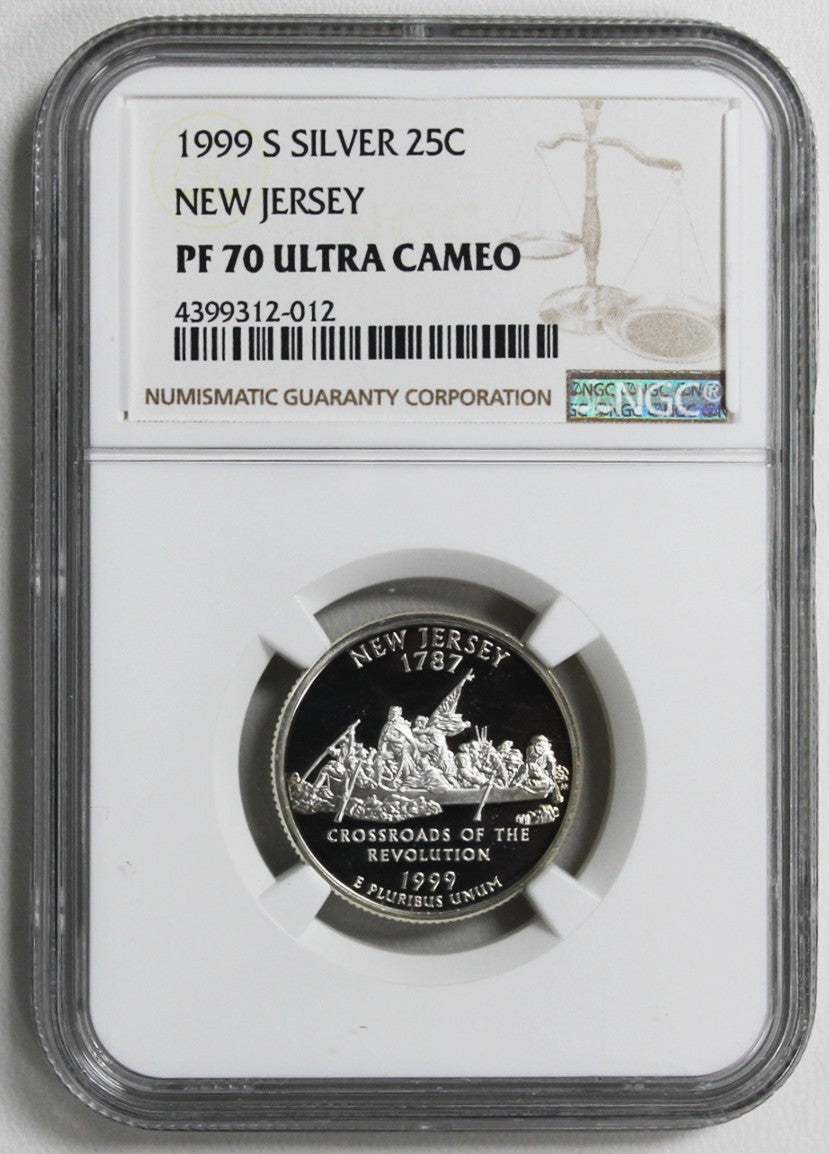 1999 S SILVER 25C
NEW JERSEY
PF 70 ULTRA CAMEO
4399312-012
NUMISMATIC GUARANTY CORPORATION
NGC®
NEW JERSEY
1787
CROSSROADS OF THE
REVOLUTION
1999
E PLURIBUS UNUM